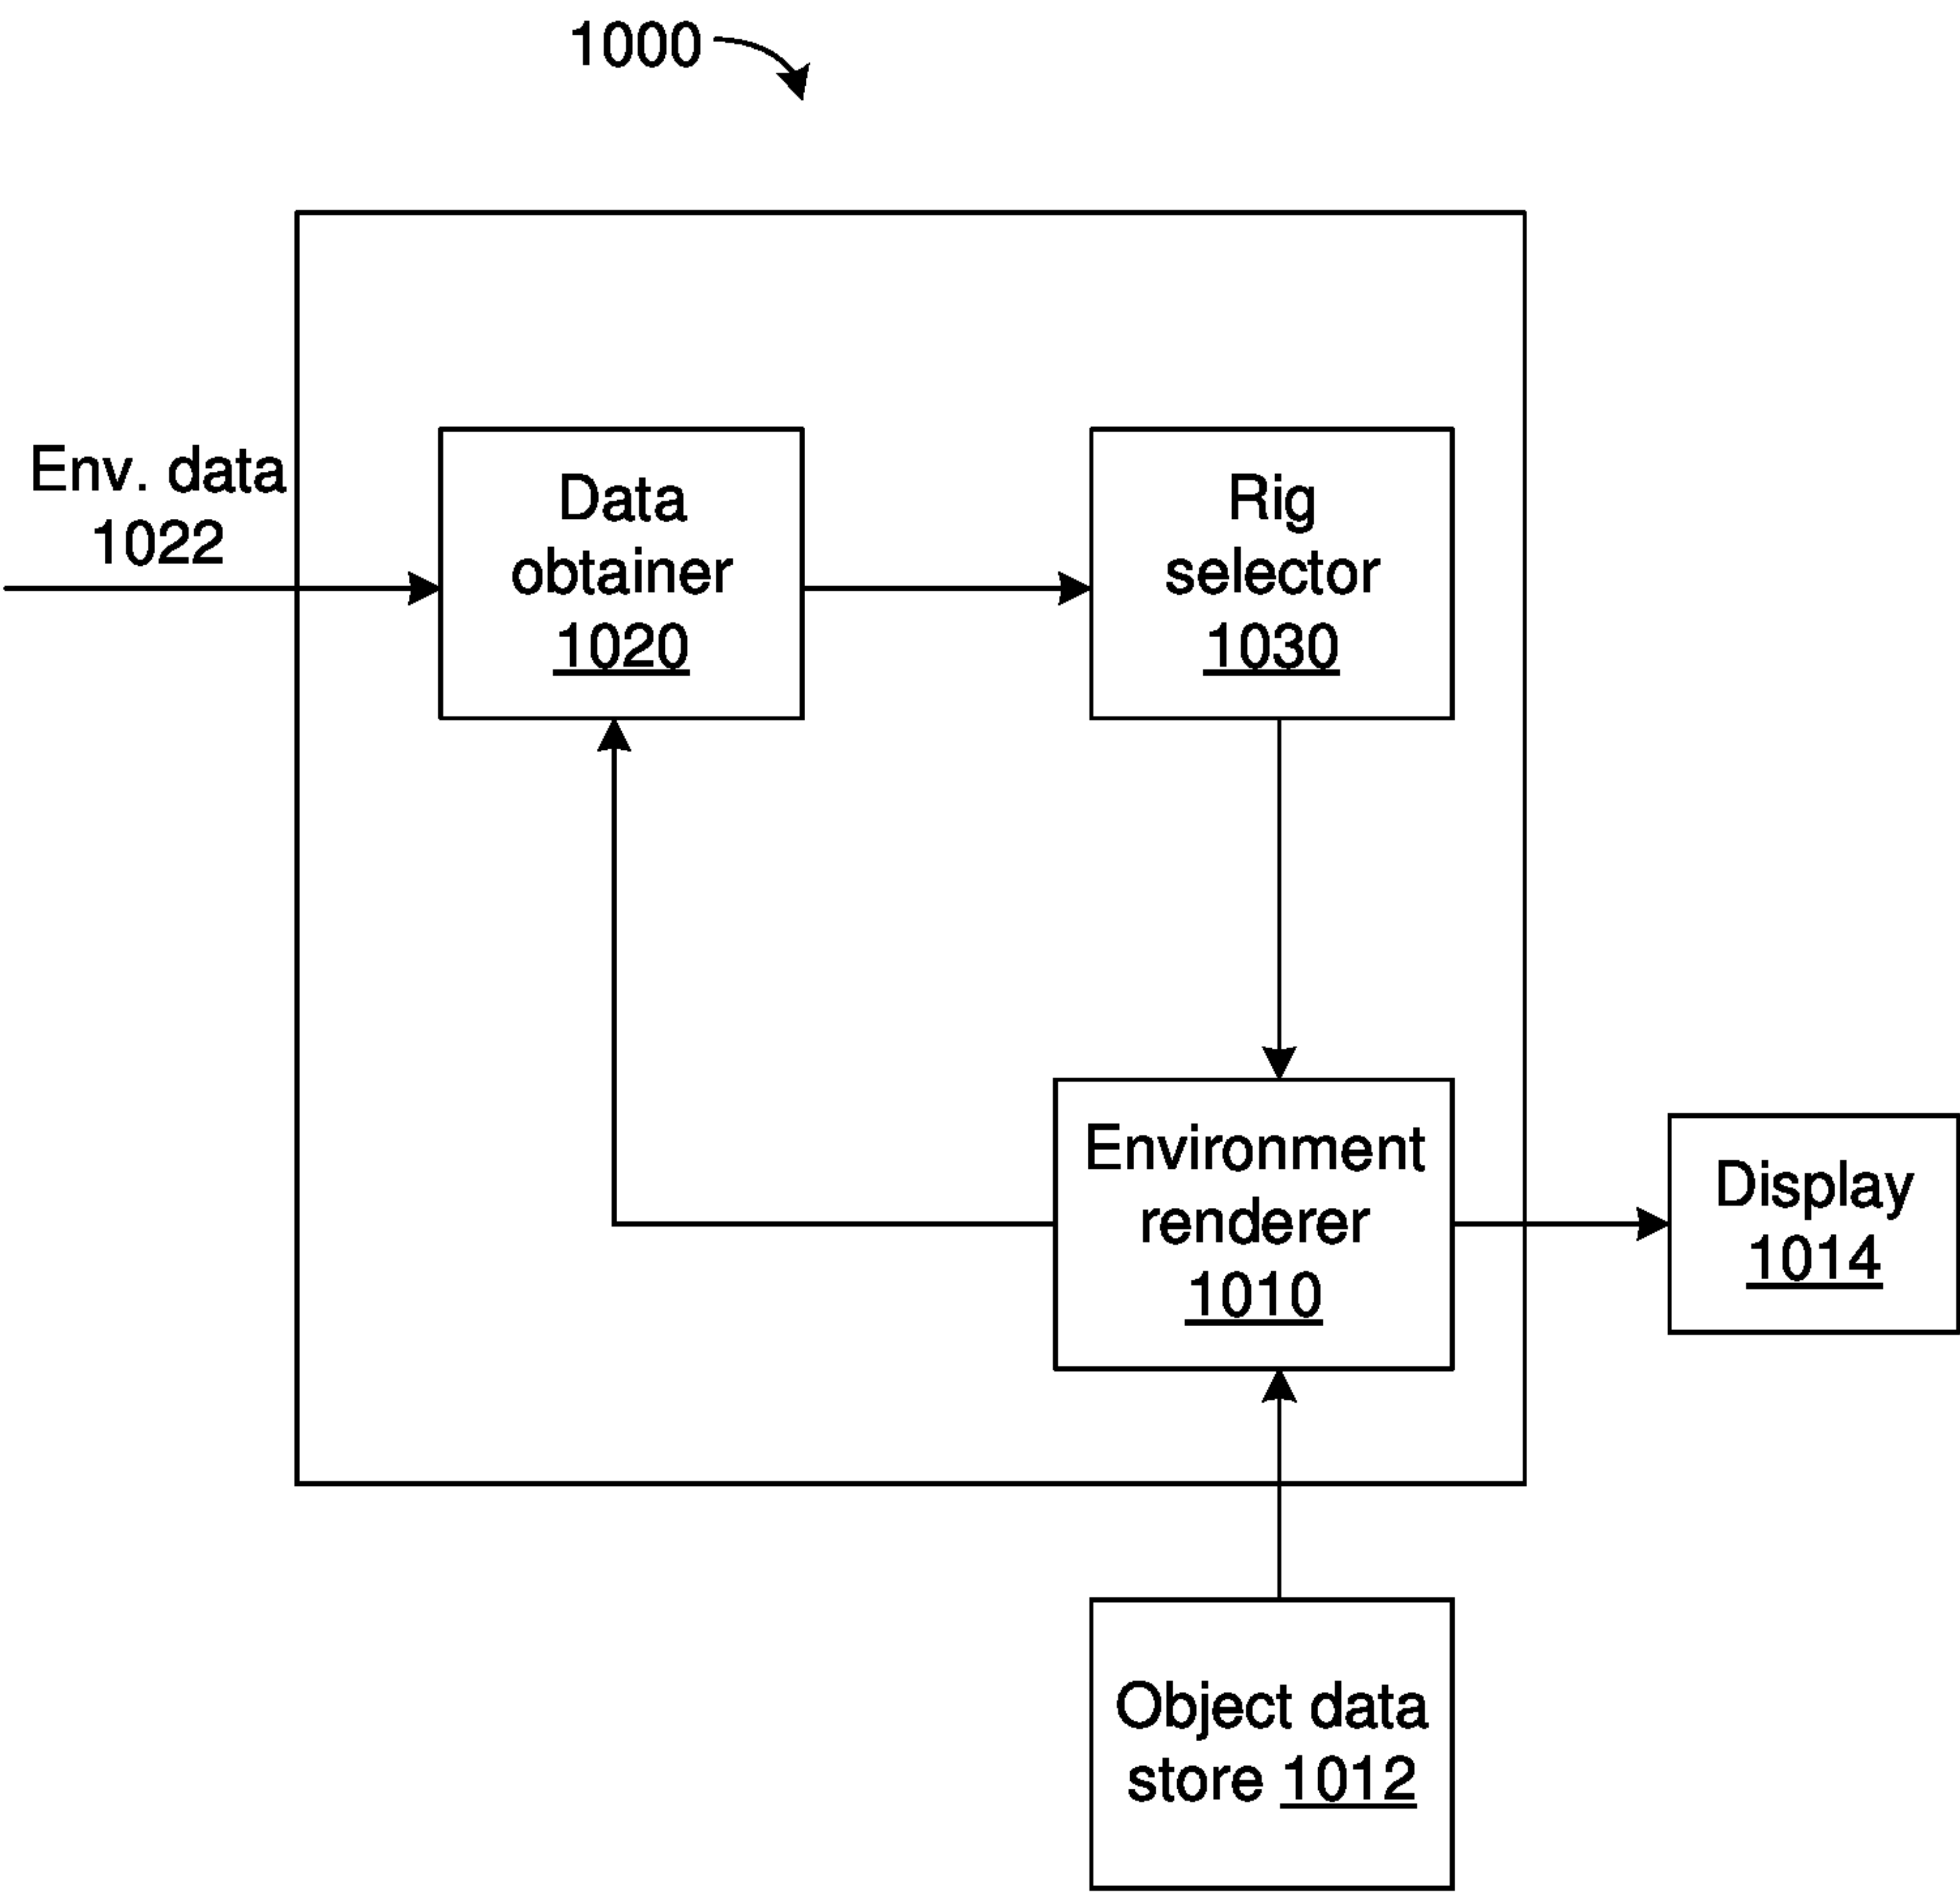 1000
Env. data
1022
Data
obtainer
1020
Rig
selector
1030
Environment
renderer
1010
Display
1014
Object data
store 1012